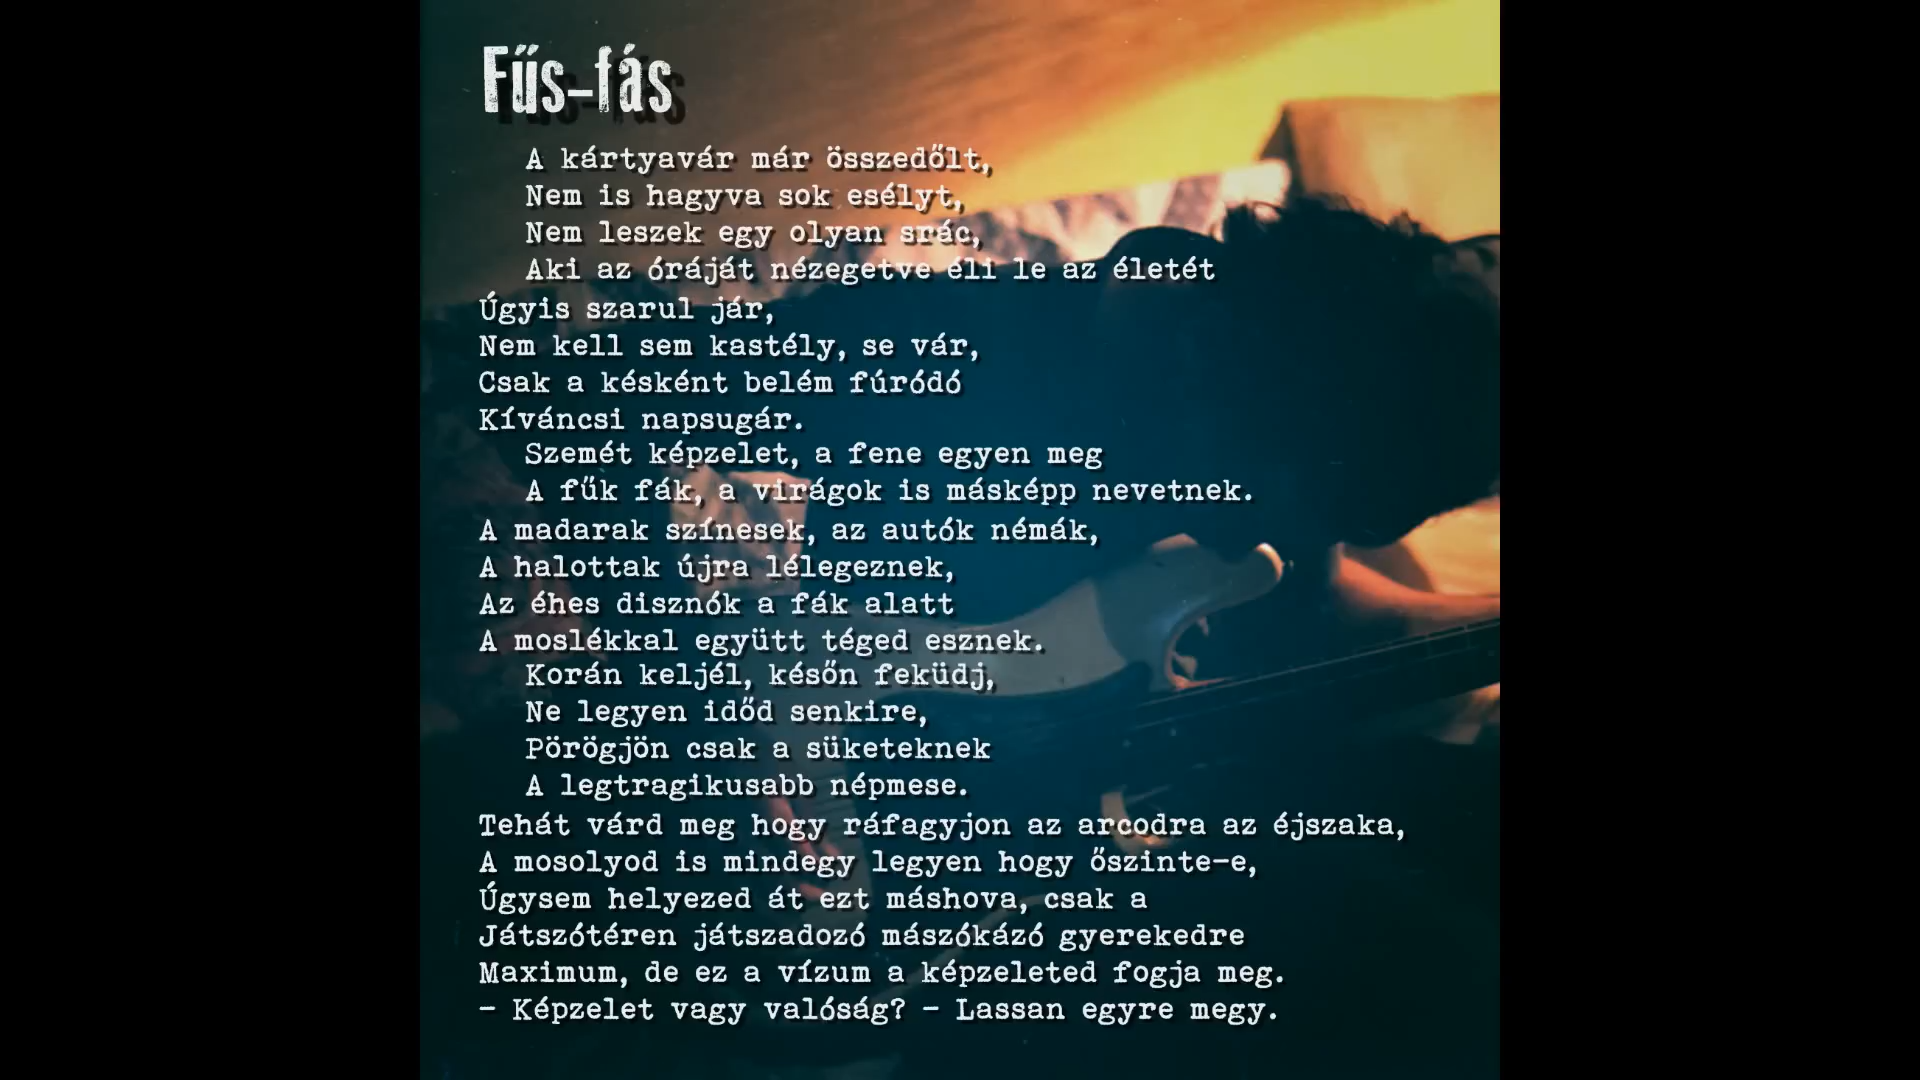 Fűs-fás
A kártyavár már összedőlt,
Nem is hagyva sok esélyt,
Nem leszek egy olyan srác,
Aki az óráját nézegetve éli le az életét
Úgyis szarul jár,
Nem kell sem kastély, se vár,
Csak a késként belém fúródó
Kíváncsi napsugár.
Szemét képzelet, a fene egyen meg
A fűk fák, a virágok is másképp nevetnek.
A madarak színesek, az autók némák,
A halottak újra lélegeznek,
Az éhes disznók a fák alatt
A moslékkal együtt téged esznek.
Korán keljél, későn feküdj,
Ne legyen időd senkire,
Pörögjön csak a süketeknek
A legtragikusabb népmese.
Tehát várd meg hogy ráfagyjon az arcodra az éjszaka,
A mosolyod is mindegy legyen hogy őszinte-e,
Úgysem helyezed át ezt máshova, csak a
Játszótéren játszadozó mászókázó gyerekedre
Maximum, de ez a vízum a képzeleted fogja meg.
- Képzelet vagy valóság? - Lassan egyre megy.